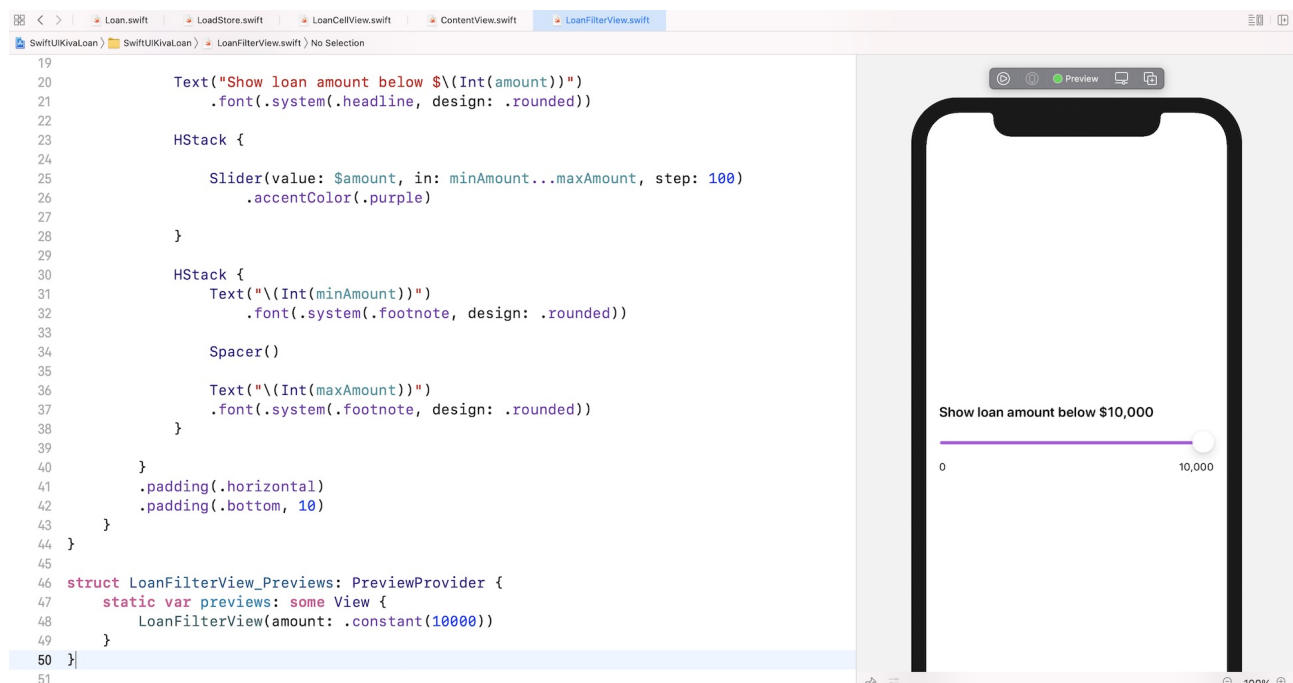 Loan.swift LoadStore.swift LoanCellView.swift ContentView.swift LoanFilterView.swift
SwiftUIKivaLoan SwiftUIKivaLoan LoanFilterView.swift No Selection
19
20 Text("Show loan amount below $\(Int(amount))")
21 .font(.system(.headline, design: .rounded))
22
23 HStack {
24
25 Slider(value: $amount, in: minAmount...maxAmount, step: 100)
26 .accentColor(.purple)
27
28 }
29
30 HStack {
31 Text("\(Int(minAmount))")
32 .font(.system(.footnote, design: .rounded))
33
34 Spacer()
35
36 Text("\(Int(maxAmount))")
37 .font(.system(.footnote, design: .rounded))
38 }
39
40 }
41 .padding(.horizontal)
42 .padding(.bottom, 10)
43 }
44 }
45
46 struct LoanFilterView_Previews: PreviewProvider {
47 static var previews: some View {
48 LoanFilterView(amount: .constant(10000))
49 }
50 }
51
Preview
Show loan amount below $10,000
0 10,000
100%